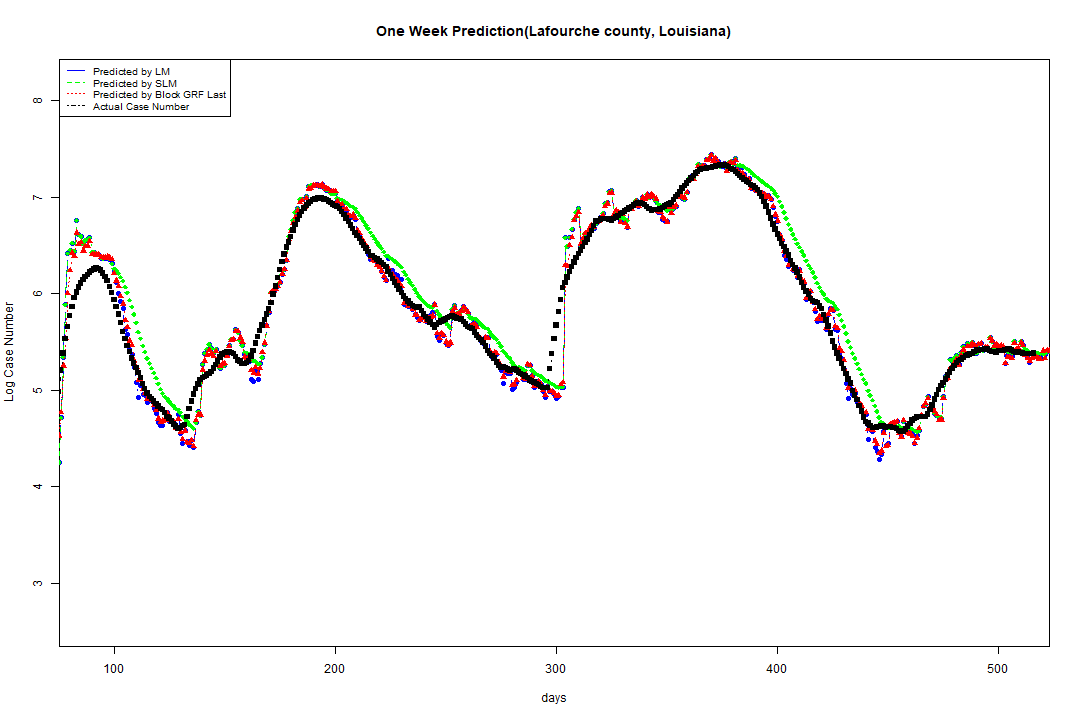 One Week Prediction(Lafourche county, Louisiana)
Predicted by LM
Predicted by SLM
Predicted by Block GRF Last
Actual Case Number
Log Case Number
8
7
6
5
4
3
100 200 300 400 500
days